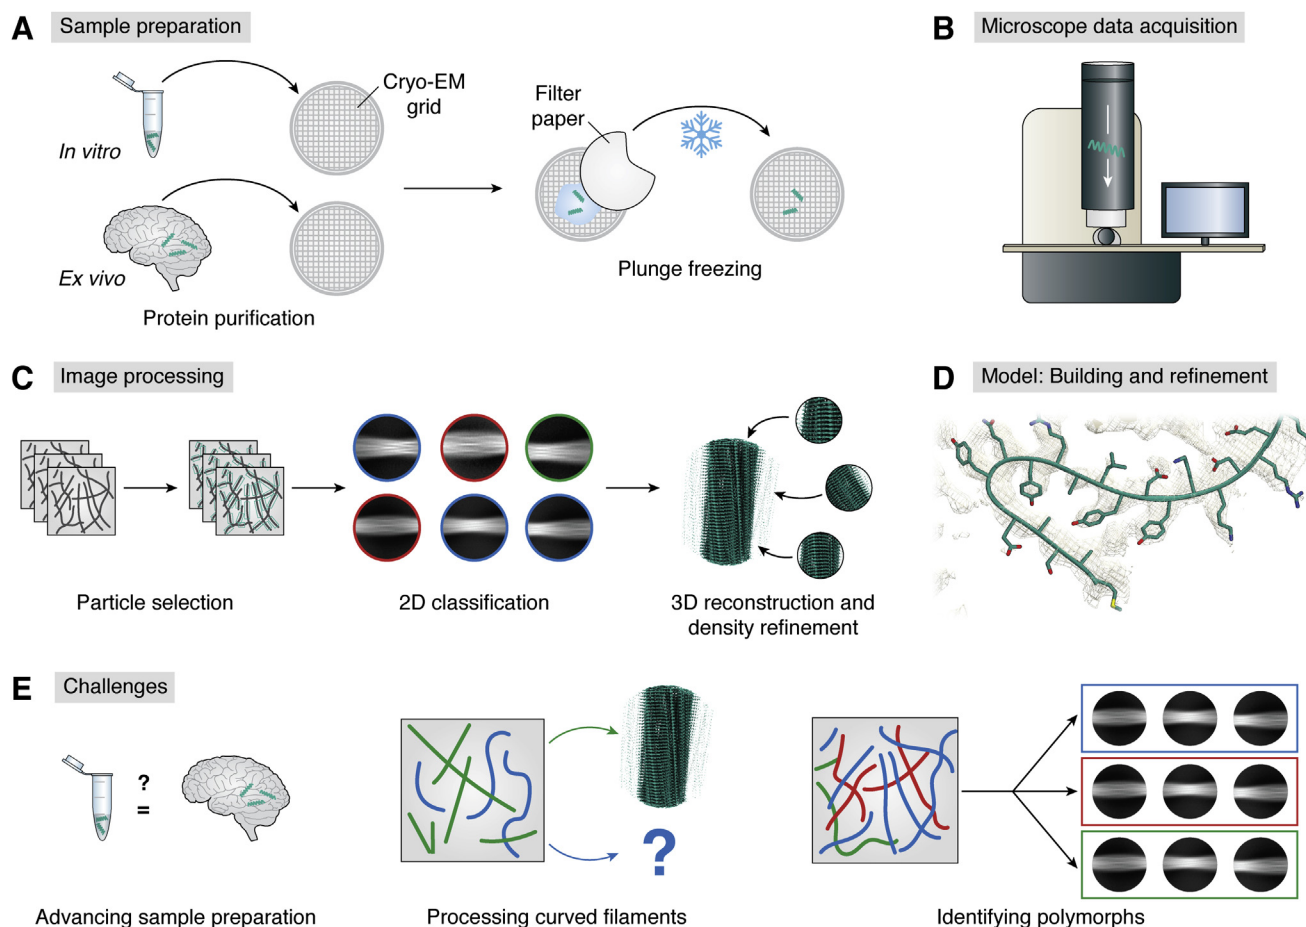 A Sample preparation
In vitro
Cryo-EM
grid
Ex vivo
Protein purification
Filter
paper
Plunge freezing
B Microscope data acquisition
C Image processing
Particle selection
2D classification
3D reconstruction and
density refinement
D Model: Building and refinement
E Challenges
?
=
Advancing sample preparation
?
Processing curved filaments
Identifying polymorphs